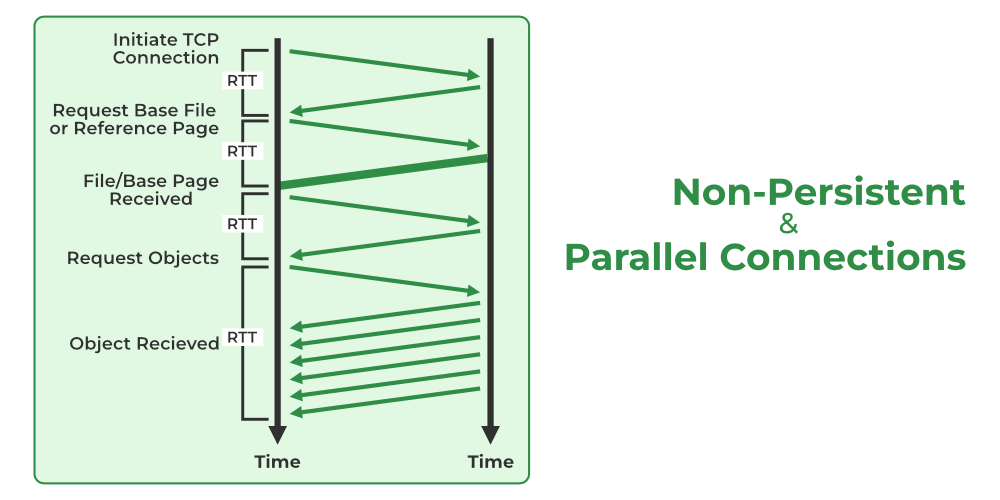 Initiate TCP
Connection
RTT
Request Base File
or Reference Page
RTT
File/Base Page
Received
RTT
Request Objects
RTT
Object Recieved
Time
Time
Non-Persistent
&
Parallel Connections